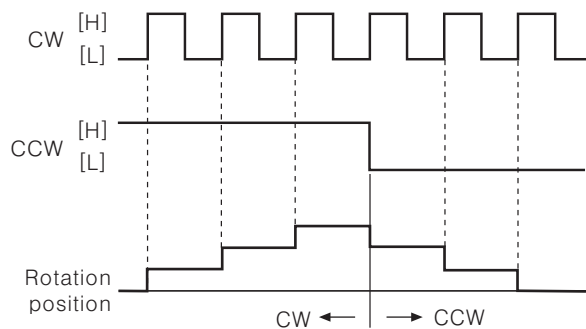 CW [H]
[L]
CCW [H]
[L]
Rotation
position
CW CCW